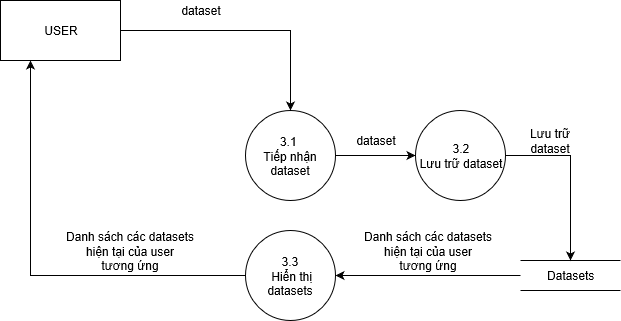 dataset
USER
3.1
Tiếp nhận
dataset
dataset
3.2
Lưu trữ dataset
Lưu trữ
dataset
Danh sách các datasets
hiện tại của user
tương ứng
3.3
Hiển thị
datasets
Danh sách các datasets
hiện tại của user
tương ứng
Datasets